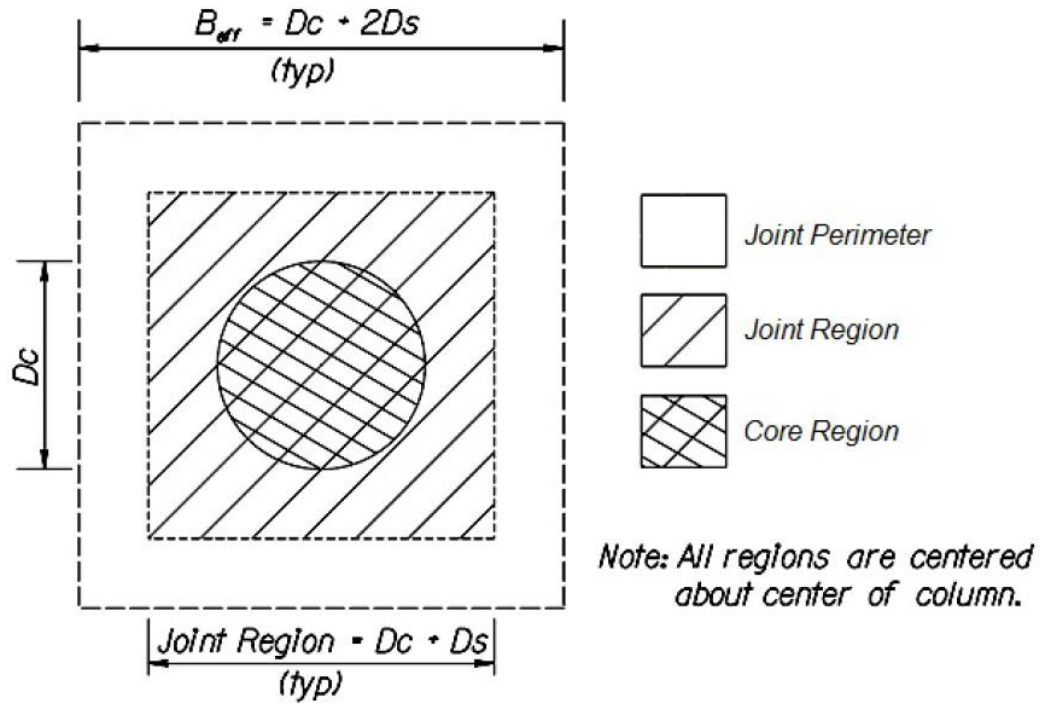 B_eff = Dc + 2Ds
(typ)
Dc
Joint Perimeter
Joint Region
Core Region
Note: All regions are centered
about center of column.
Joint Region = Dc + Ds
(typ)